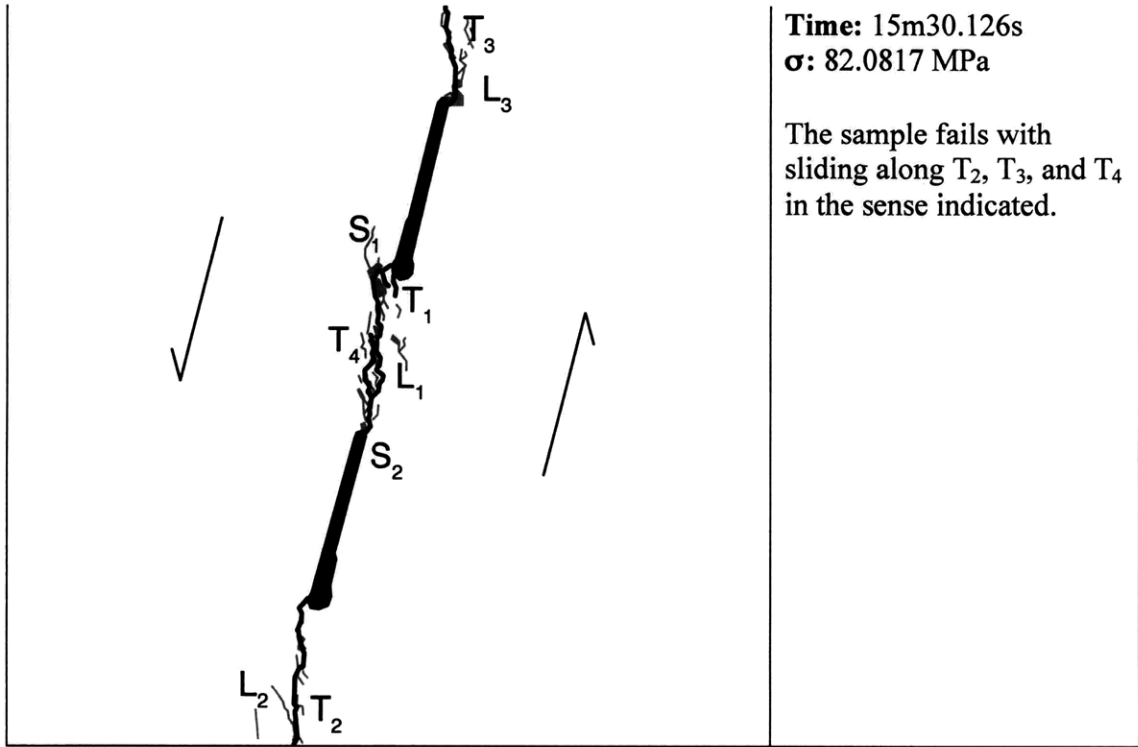 T₃
L₃
S₁
T₁
T₄
L₁
S₂
L₂
T₂
Time: 15m30.126s
σ: 82.0817 MPa
The sample fails with
sliding along T₂, T₃, and T₄
in the sense indicated.